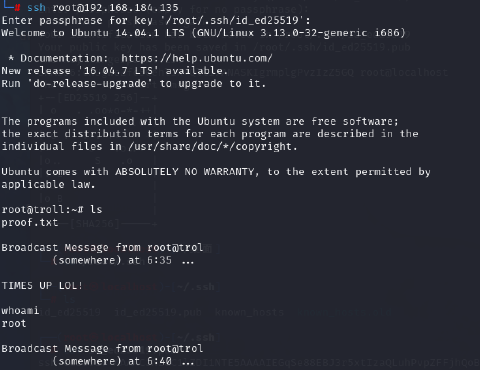 ssh root@192.168.184.135
Enter passphrase for key '/root/.ssh/id_ed25519':
Welcome to Ubuntu 14.04.1 LTS (GNU/Linux 3.13.0-32-generic i686)
* Documentation:  https://help.ubuntu.com/
New release '16.04.7 LTS' available.
Run 'do-release-upgrade' to upgrade to it.
The programs included with the Ubuntu system are free software;
the exact distribution terms for each program are described in the
individual files in /usr/share/doc/*/copyright.
Ubuntu comes with ABSOLUTELY NO WARRANTY, to the extent permitted by
applicable law.
root@troll:~# ls
proof.txt
Broadcast Message from root@trol
(somewhere) at 6:35 ...
TIMES UP LOL!
whoami
root
Broadcast Message from root@trol
(somewhere) at 6:40 ...